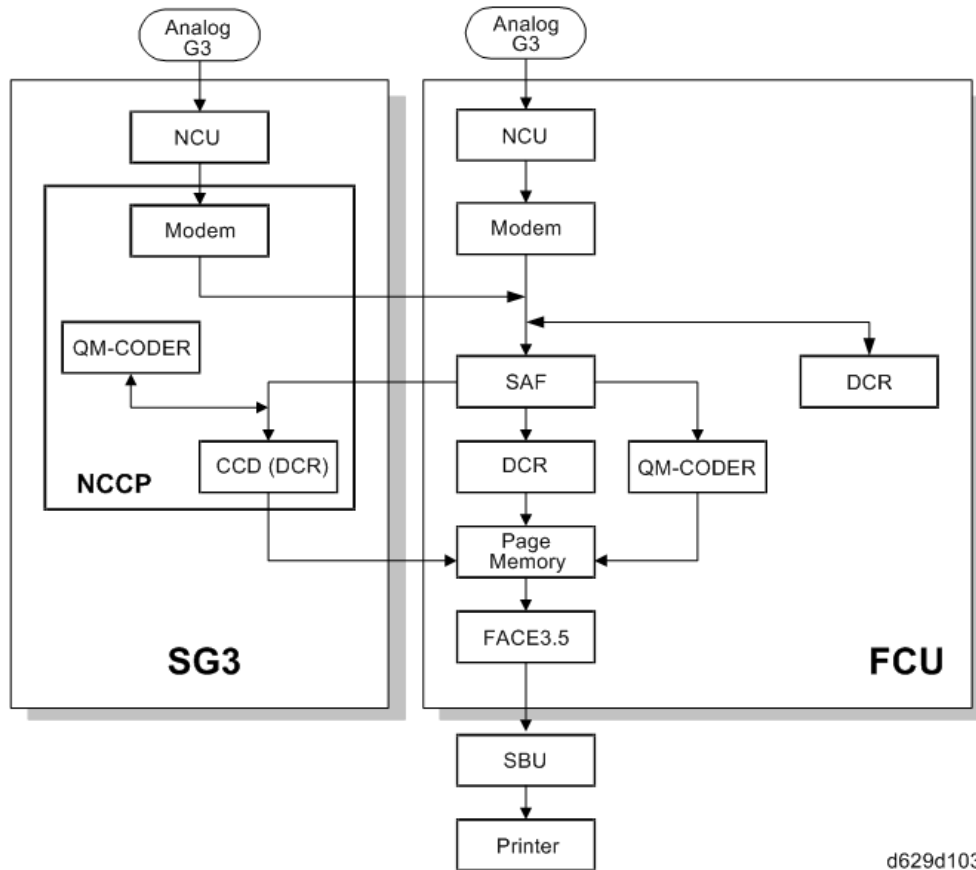 Analog
G3
Analog
G3
NCU
NCU
Modem
Modem
QM-CODER
SAF
DCR
CCD (DCR)
DCR
QM-CODER
NCCP
Page
Memory
FACE3.5
SG3
FCU
SBU
Printer
d629d103